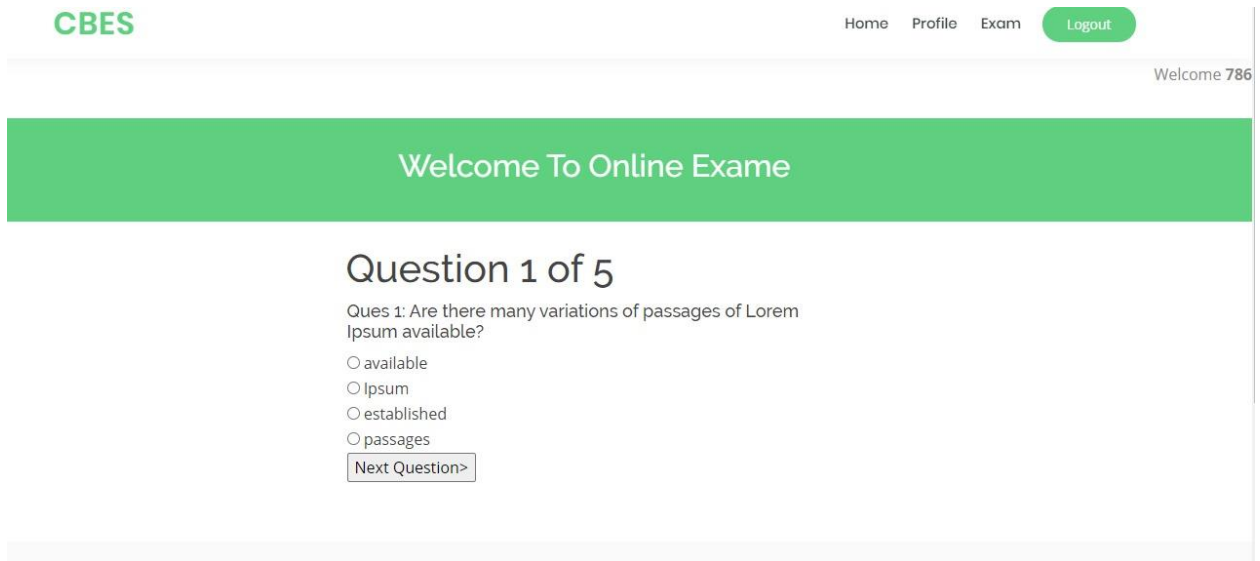 CBES
Home Profile Exam Logout
Welcome 786
Welcome To Online Exame
Question 1 of 5
Ques 1: Are there many variations of passages of Lorem
Ipsum available?
available
Ipsum
established
passages
Next Question>